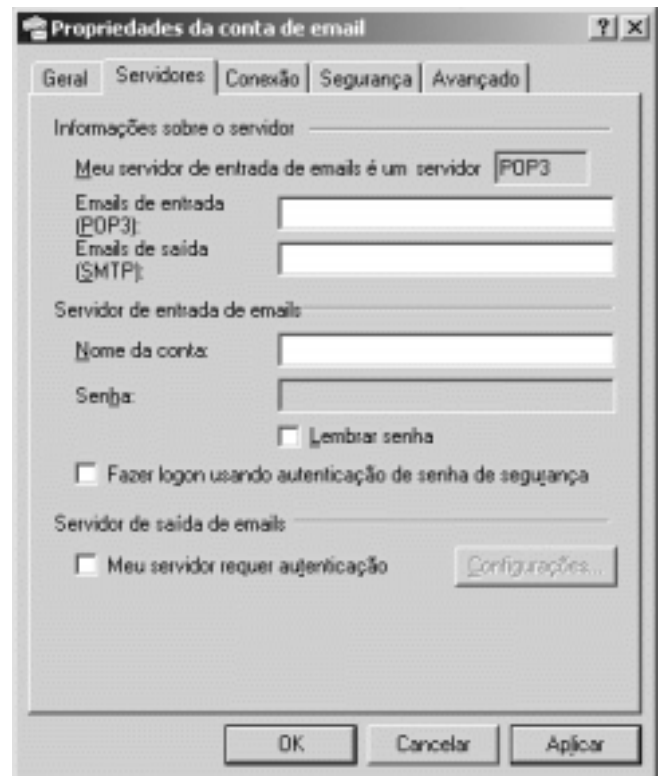 Propriedades da conta de email
Geral Servidores Conexão Segurança Avançado
Informações sobre o servidor
Meu servidor de entrada de emails é um servidor POP3
Emails de entrada
(POP3):
Emails de saída
(SMTP):
Servidor de entrada de emails
Nome da conta:
Senha:
Lembrar senha
Fazer logon usando autenticação de senha de segurança
Servidor de saída de emails
Meu servidor requer autenticação Configurações...
OK Cancelar Aplicar